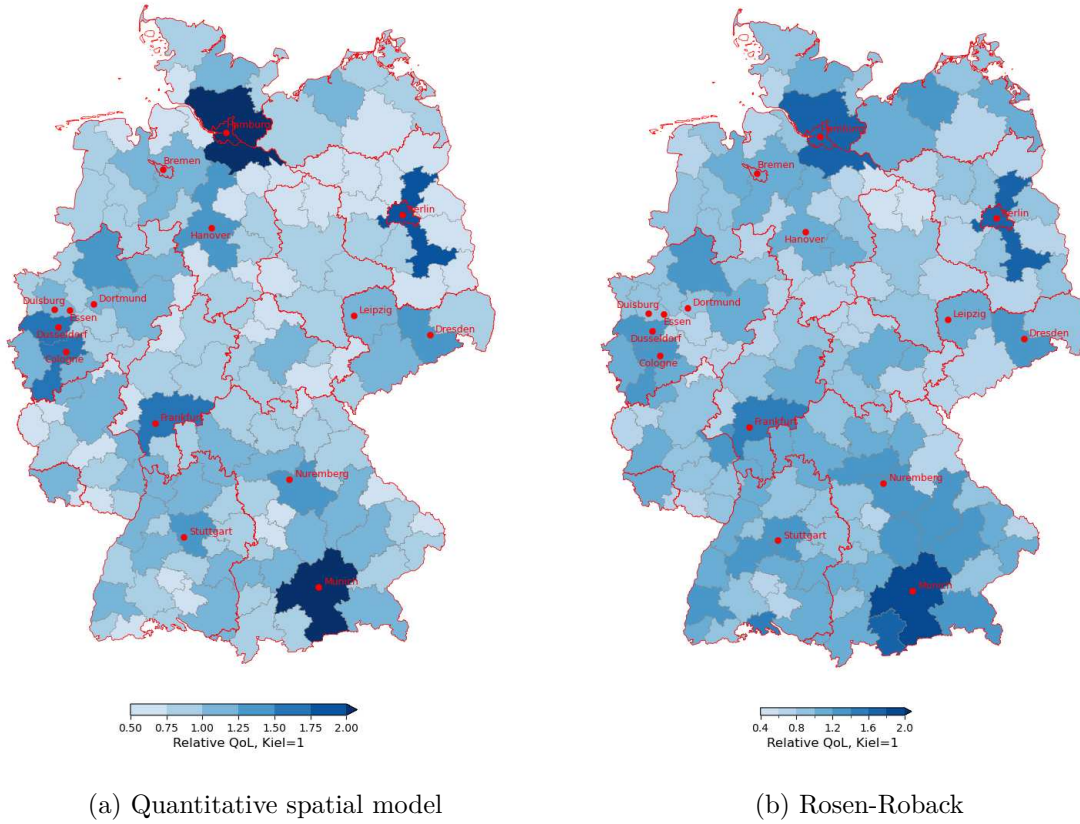 Hamburg
Bremen
Berlin
Hanover
Duisburg
Dortmund
Essen
Dusseldorf
Cologne
Leipzig
Dresden
Frankfurt
Nuremberg
Stuttgart
Munich
0.50 0.75 1.00 1.25 1.50 1.75 2.00
Relative QoL, Kiel=1
(a) Quantitative spatial model
Hamburg
Bremen
Berlin
Hanover
Duisburg
Dortmund
Essen
Dusseldorf
Cologne
Leipzig
Dresden
Frankfurt
Nuremberg
Stuttgart
Munich
0.4 0.8 1.2 1.6 2.0
Relative QoL, Kiel=1
(b) Rosen-Roback